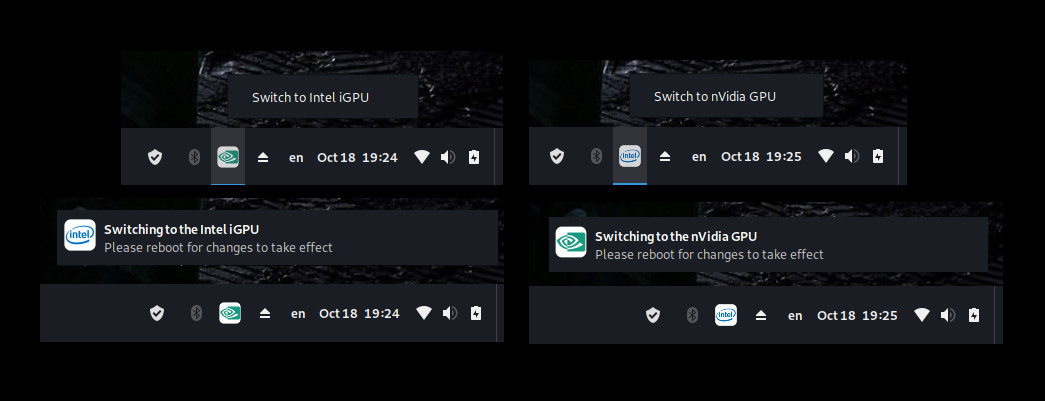 Switch to Intel iGPU
en Oct 18 19:24
Switching to the Intel iGPU
Please reboot for changes to take effect
intel
en Oct 18 19:24
Switch to nVidia GPU
intel
en Oct 18 19:25
Switching to the nVidia GPU
Please reboot for changes to take effect
intel
en Oct 18 19:25